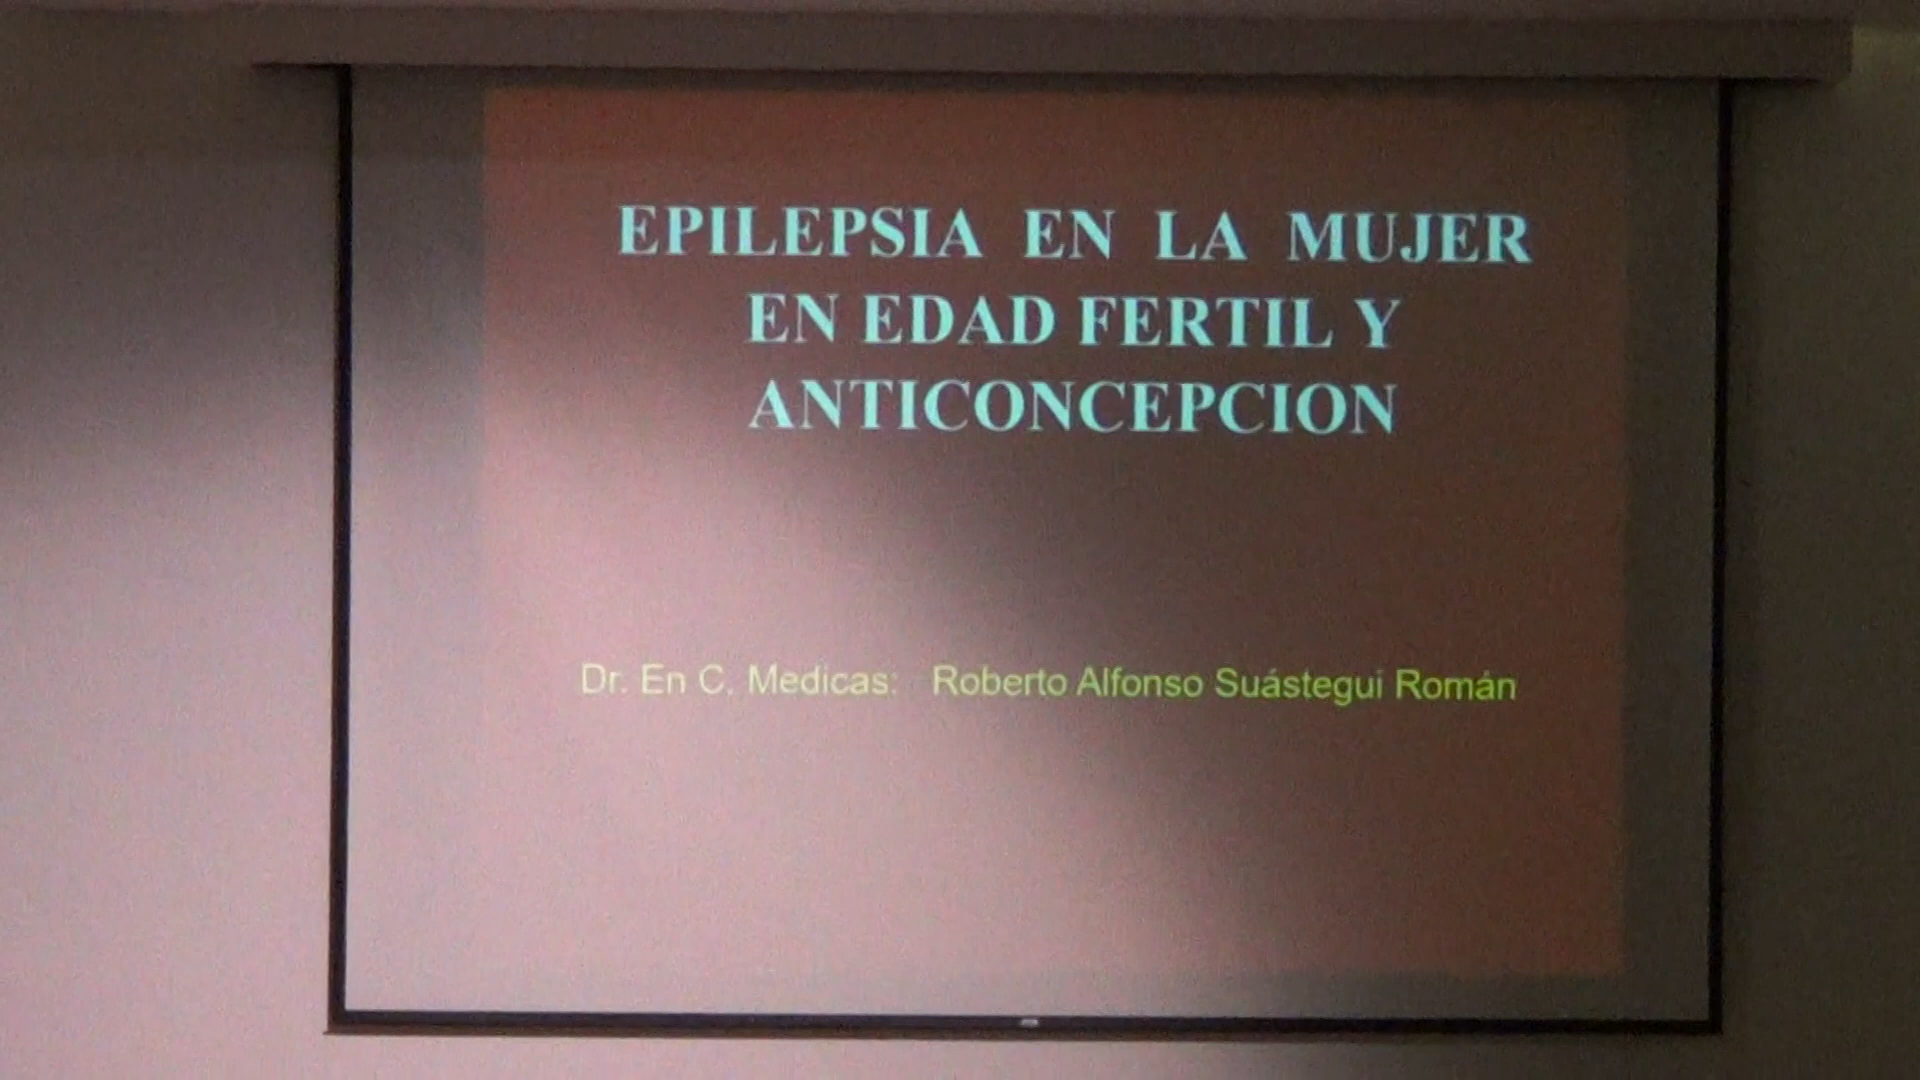 EPILEPSIA EN LA MUJER
EN EDAD FERTIL Y
ANTICONCEPCION
Dr. En C. Medicas: Roberto Alfonso Suástegui Román